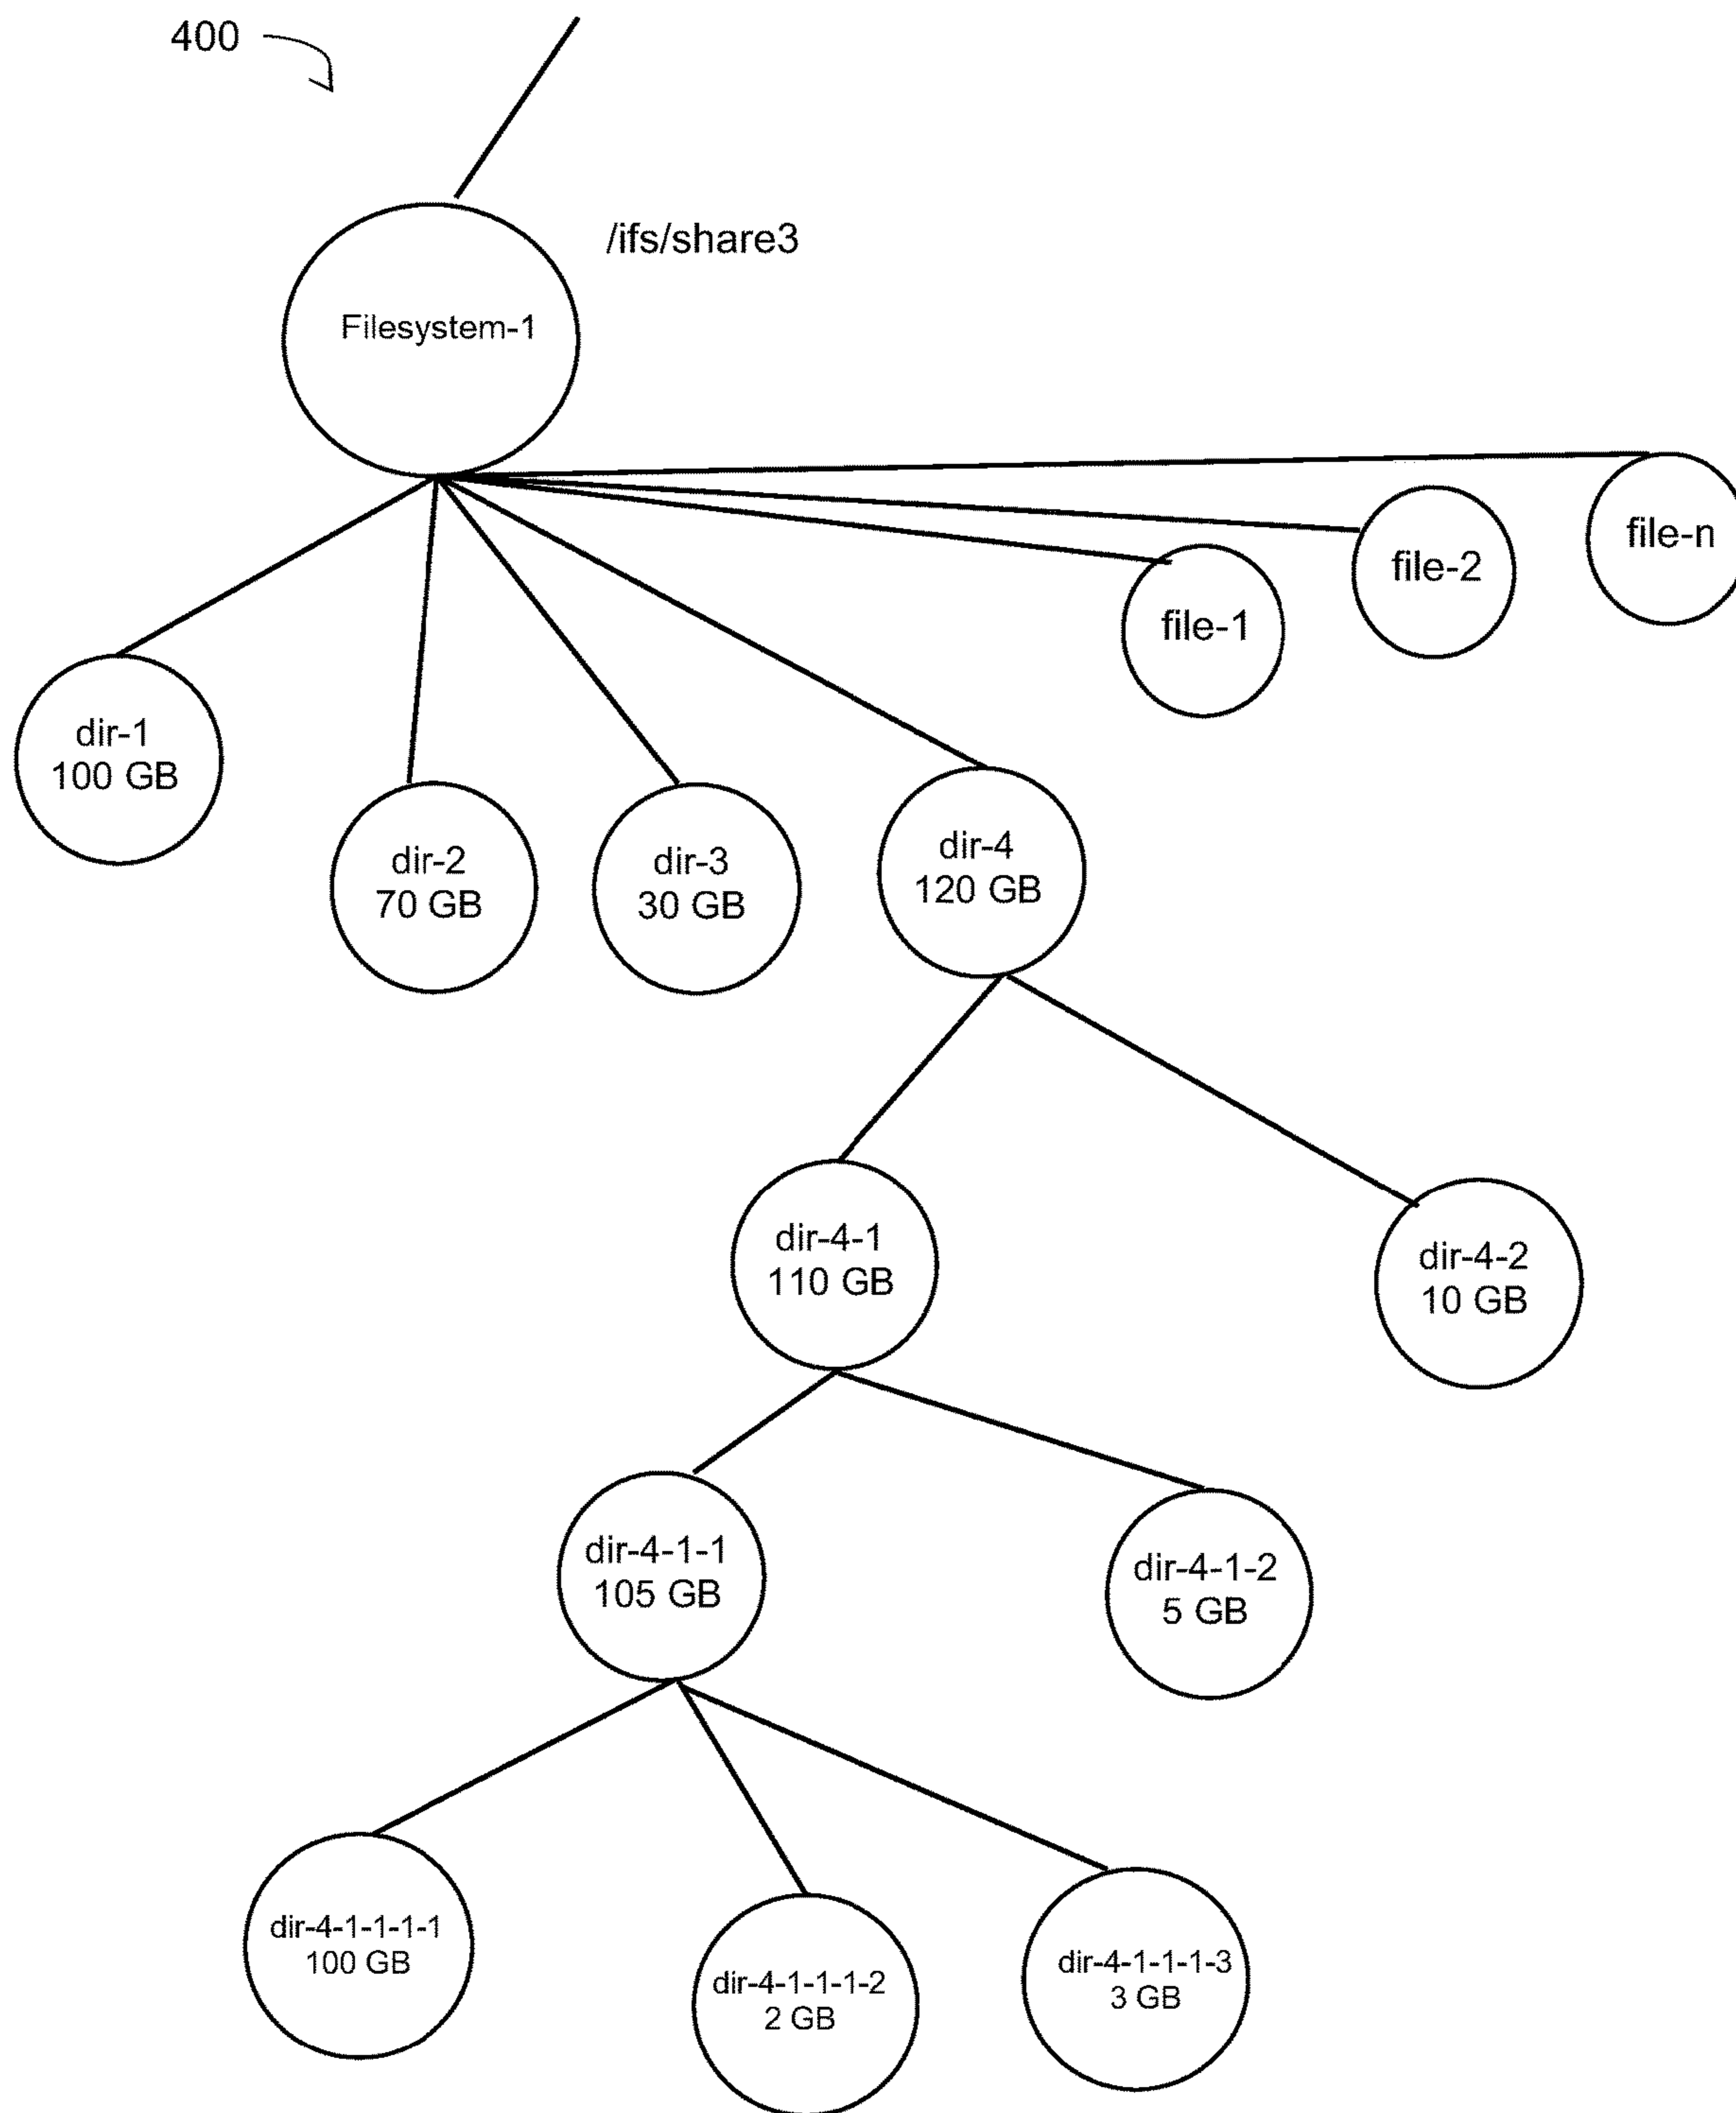 400
/ifs/share3
Filesystem-1
file-n
file-2
file-1
dir-1
100 GB
dir-2
70 GB
dir-3
30 GB
dir-4
120 GB
dir-4-1
110 GB
dir-4-2
10 GB
dir-4-1-1
105 GB
dir-4-1-2
5 GB
dir-4-1-1-1-1
100 GB
dir-4-1-1-1-2
2 GB
dir-4-1-1-1-3
3 GB